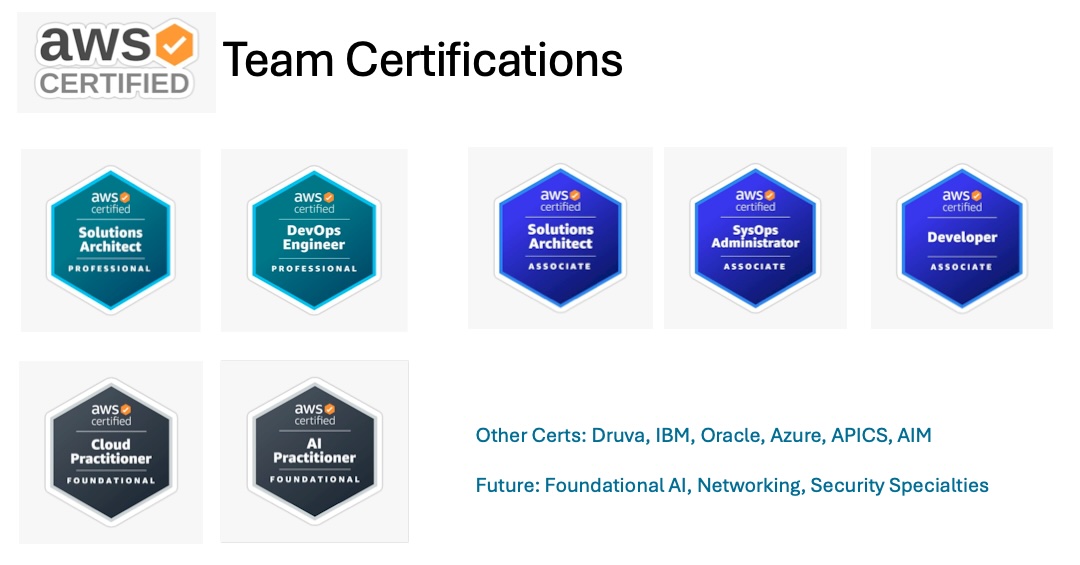 aws
CERTIFIED
Team Certifications
aws
certified
Solutions
Architect
PROFESSIONAL
aws
certified
DevOps
Engineer
PROFESSIONAL
aws
certified
Solutions
Architect
ASSOCIATE
aws
certified
SysOps
Administrator
ASSOCIATE
aws
certified
Developer
ASSOCIATE
aws
certified
Cloud
Practitioner
FOUNDATIONAL
aws
certified
AI
Practitioner
FOUNDATIONAL
Other Certs: Druva, IBM, Oracle, Azure, APICS, AIM
Future: Foundational AI, Networking, Security Specialties